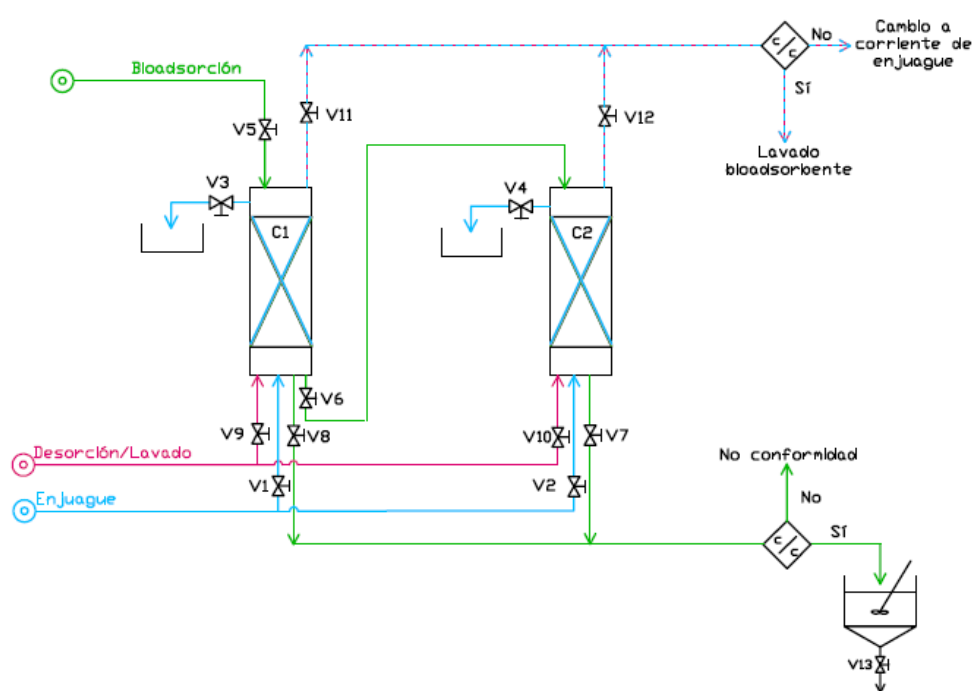 Bioadsorción
V5
V11
V12
No
Cambio a
corriente de
enjuague
Sí
Lavado
bioadsorbente
c/c
V3
V4
C1
C2
V6
V9
V8
V10
V7
Desorción/Lavado
V1
V2
Enjuague
No conformidad
No
Sí
c/c
V13